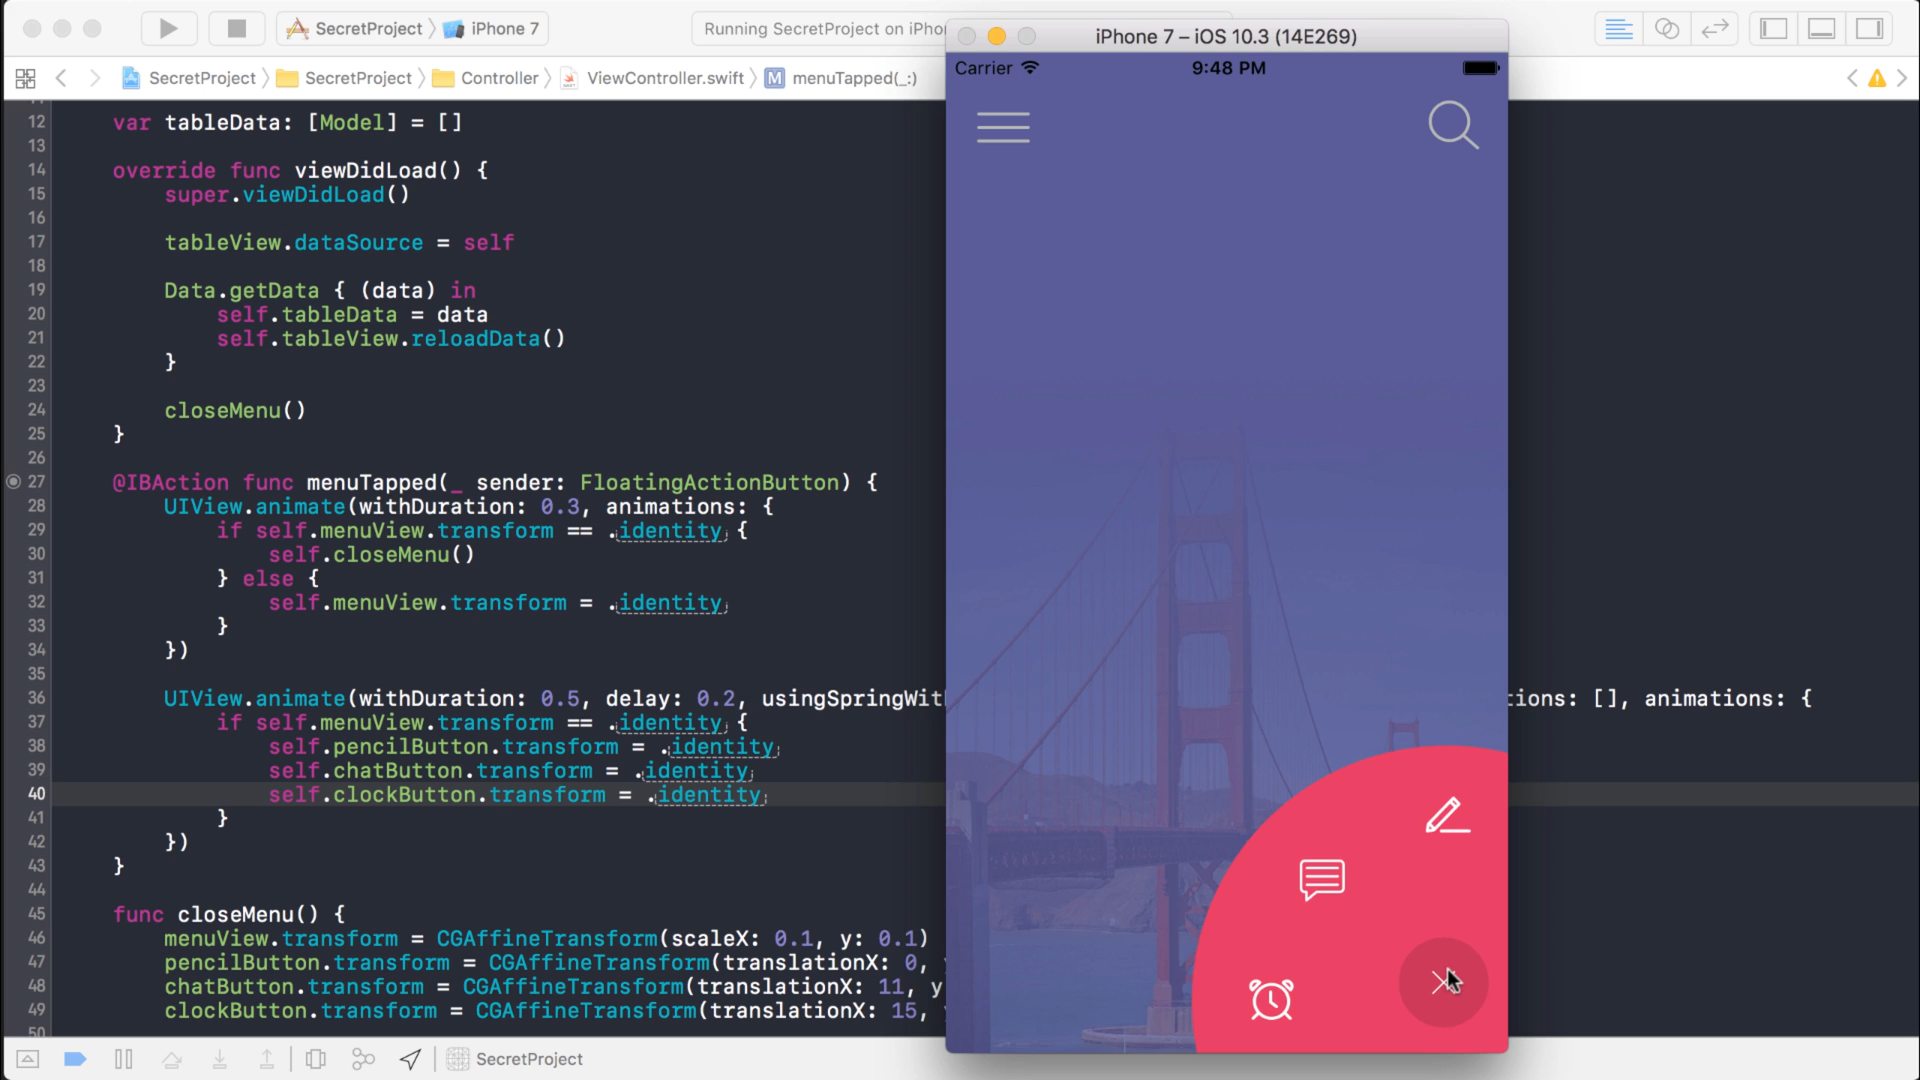 SecretProject iPhone 7 Running SecretProject on
iPhone 7 – iOS 10.3 (14E269)
SecretProject SecretProject Controller ViewController.swift M menuTapped(_:)
Carrier 9:48 PM
12 var tableData: [Model] = []
13
14 override func viewDidLoad() {
15 super.viewDidLoad()
16
17 tableView.dataSource = self
18
19 Data.getData { (data) in
20 self.tableData = data
21 self.tableView.reloadData()
22 }
23
24 closeMenu()
25 }
26
27 @IBAction func menuTapped(_ sender: FloatingActionButton) {
28 UIView.animate(withDuration: 0.3, animations: {
29 if self.menuView.transform == .identity {
30 self.closeMenu()
31 } else {
32 self.menuView.transform = .identity
33 }
34 })
35
36 UIView.animate(withDuration: 0.5, delay: 0.2, usingSpringWit tions: [], animations: {
37 if self.menuView.transform == .identity {
38 self.pencilButton.transform = .identity
39 self.chatButton.transform = .identity
40 self.clockButton.transform = .identity
41 }
42 })
43 }
44
45 func closeMenu() {
46 menuView.transform = CGAffineTransform(scaleX: 0.1, y: 0.1)
47 pencilButton.transform = CGAffineTransform(translationX: 0,
48 chatButton.transform = CGAffineTransform(translationX: 11, y
49 clockButton.transform = CGAffineTransform(translationX: 15,
50
SecretProject